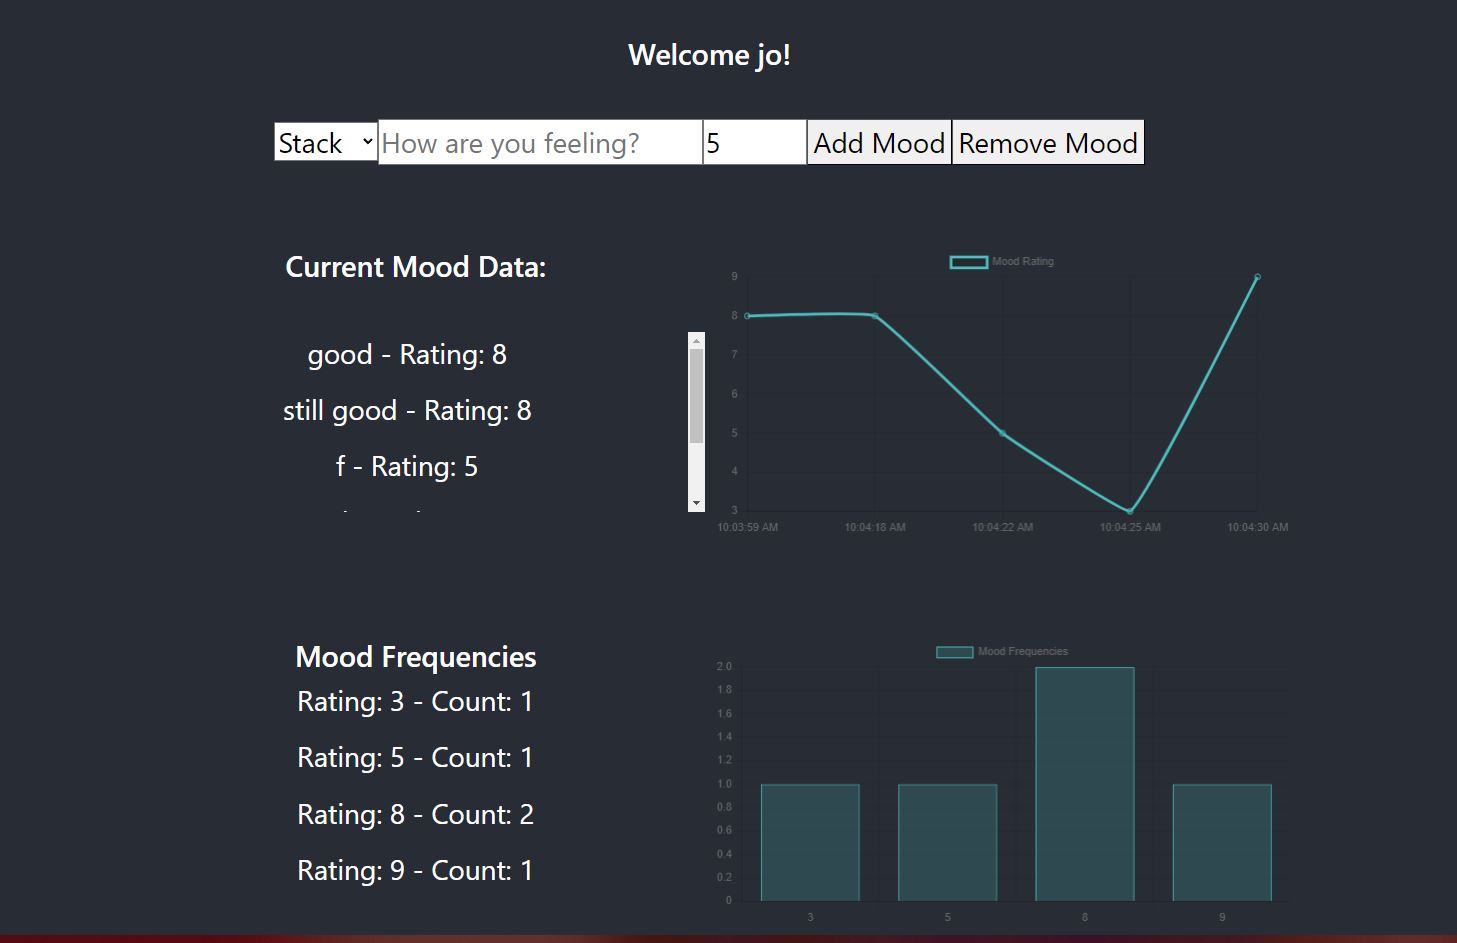 Welcome jo!
Stack How are you feeling? 5 Add Mood Remove Mood
Current Mood Data:
good - Rating: 8
still good - Rating: 8
f - Rating: 5
Mood Rating
9
8
7
6
5
4
3
10:03:59 AM 10:04:18 AM 10:04:22 AM 10:04:25 AM 10:04:30 AM
Mood Frequencies
Rating: 3 - Count: 1
Rating: 5 - Count: 1
Rating: 8 - Count: 2
Rating: 9 - Count: 1
Mood Frequencies
2.0
1.8
1.6
1.4
1.2
1.0
0.8
0.6
0.4
0.2
0
3 5 8 9